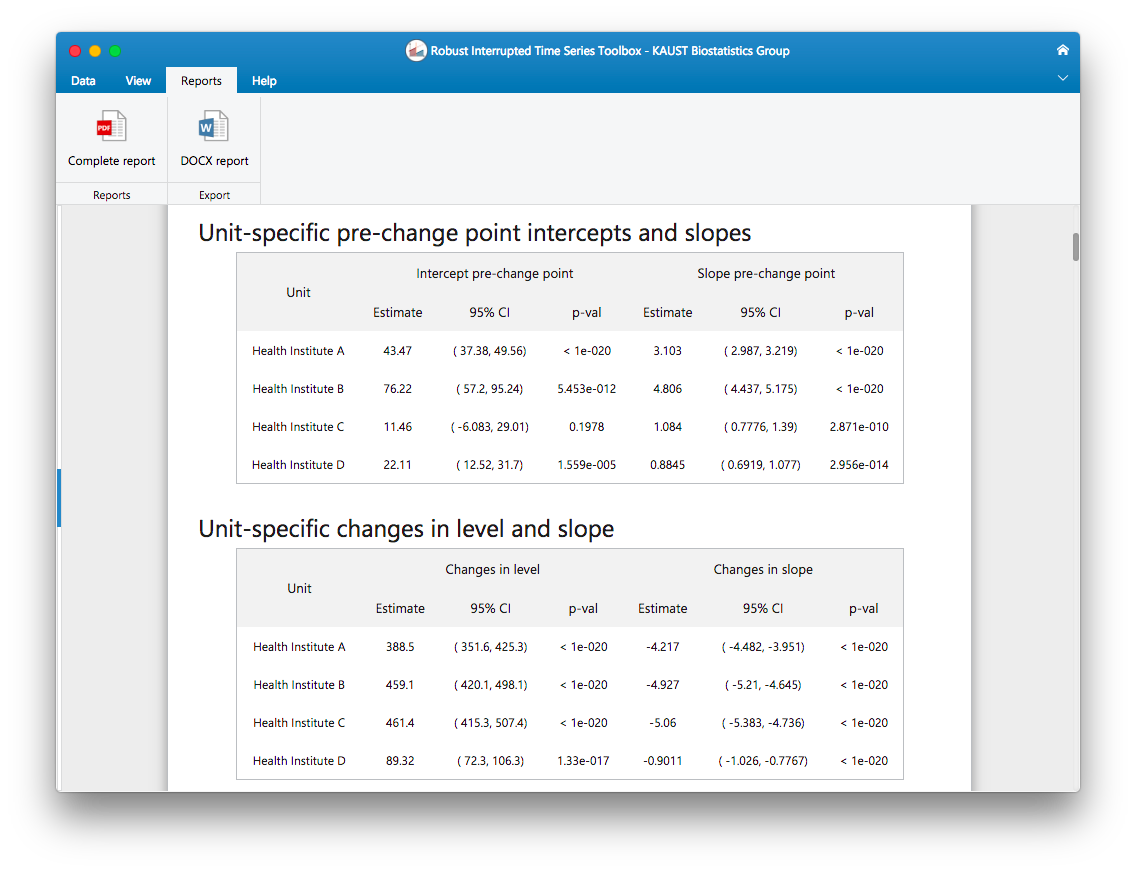 Robust Interrupted Time Series Toolbox - KAUST Biostatistics Group
Data View Reports Help
PDF W
Complete report DOCX report
Reports Export
Unit-specific pre-change point intercepts and slopes
Intercept pre-change point Slope pre-change point
Unit
Estimate 95% CI p-val Estimate 95% CI p-val
Health Institute A 43.47 ( 37.38, 49.56) < 1e-020 3.103 ( 2.987, 3.219) < 1e-020
Health Institute B 76.22 ( 57.2, 95.24) 5.453e-012 4.806 ( 4.437, 5.175) < 1e-020
Health Institute C 11.46 ( -6.083, 29.01) 0.1978 1.084 ( 0.7776, 1.39) 2.871e-010
Health Institute D 22.11 ( 12.52, 31.7) 1.559e-005 0.8845 ( 0.6919, 1.077) 2.956e-014
Unit-specific changes in level and slope
Changes in level Changes in slope
Unit
Estimate 95% CI p-val Estimate 95% CI p-val
Health Institute A 388.5 ( 351.6, 425.3) < 1e-020 -4.217 ( -4.482, -3.951) < 1e-020
Health Institute B 459.1 ( 420.1, 498.1) < 1e-020 -4.927 ( -5.21, -4.645) < 1e-020
Health Institute C 461.4 ( 415.3, 507.4) < 1e-020 -5.06 ( -5.383, -4.736) < 1e-020
Health Institute D 89.32 ( 72.3, 106.3) 1.33e-017 -0.9011 ( -1.026, -0.7767) < 1e-020